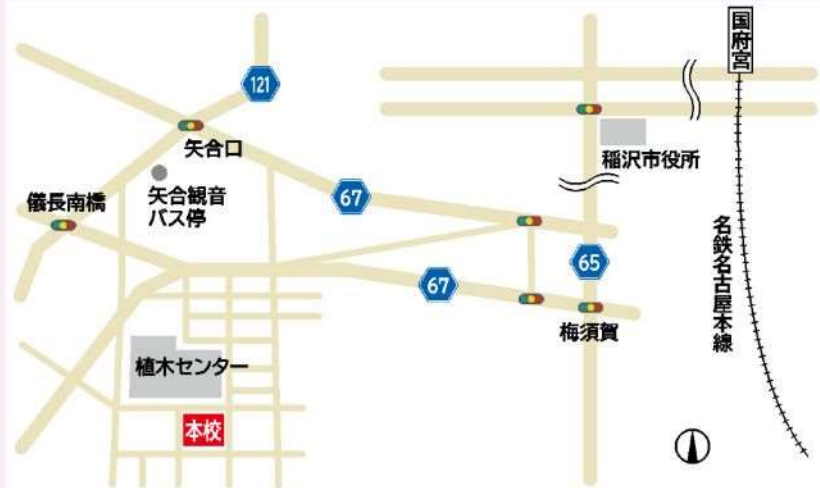 国府宮
121
矢合口
稲沢市役所
矢合観音
バス停
67
儀長南橋
65
名鉄名古屋本線
67
梅須賀
植木センター
本校